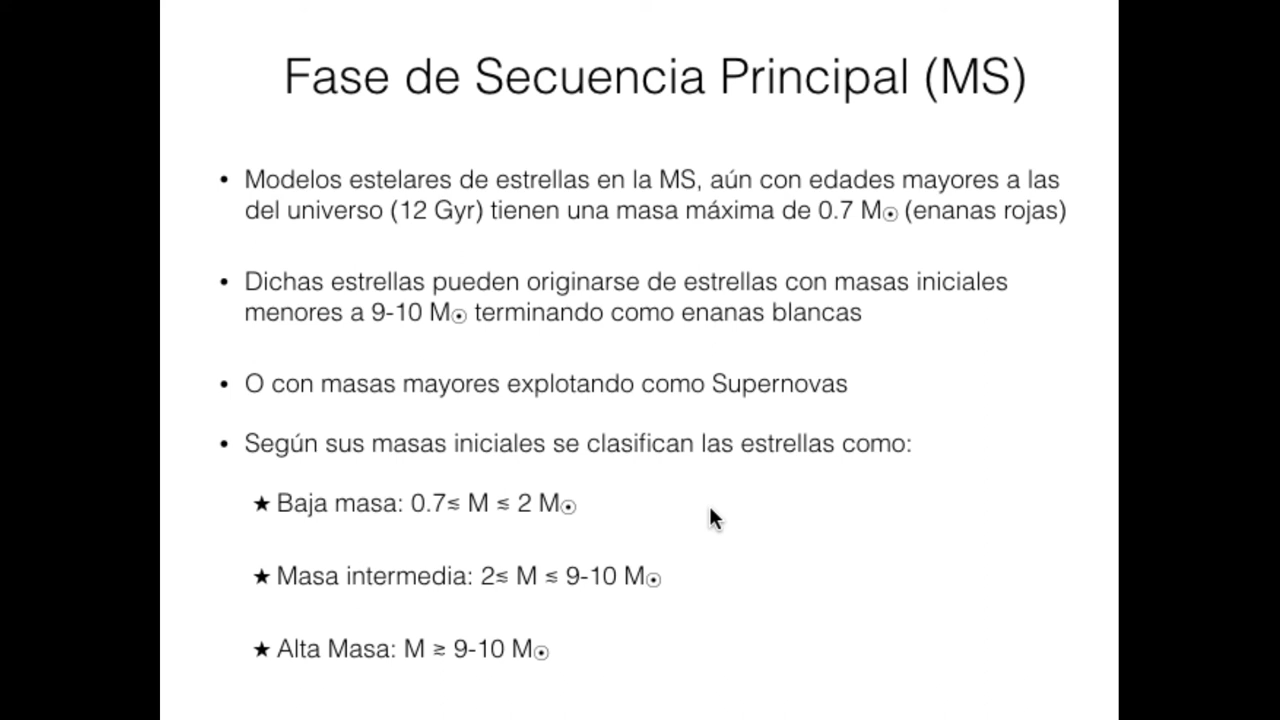 Fase de Secuencia Principal (MS)
• Modelos estelares de estrellas en la MS, aún con edades mayores a las
del universo (12 Gyr) tienen una masa máxima de 0.7 M☉ (enanas rojas)
• Dichas estrellas pueden originarse de estrellas con masas iniciales
menores a 9-10 M☉ terminando como enanas blancas
• O con masas mayores explotando como Supernovas
• Según sus masas iniciales se clasifican las estrellas como:
★ Baja masa: 0.7≲ M ≲ 2 M☉
★ Masa intermedia: 2≲ M ≲ 9-10 M☉
★ Alta Masa: M ≳ 9-10 M☉